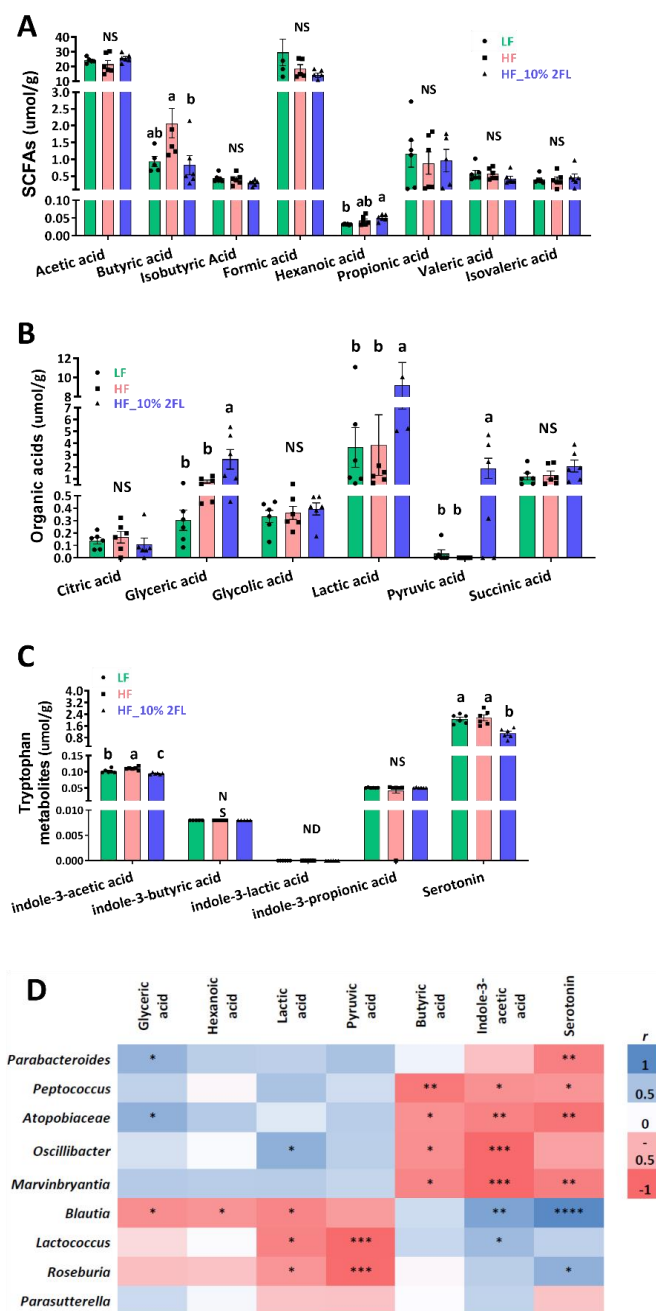 A
NS
LF
HF
HF_10% 2FL
SCFAs (umol/g)
40
30
20
10
3.0
2.5
2.0
1.5
1.0
0.5
0.10
0.05
0.00
ab
a
b
NS
NS
b
ab
a
NS
NS
NS
Acetic acid
Butyric acid
Isobutyric Acid
Formic acid
Hexanoic acid
Propionic acid
Valeric acid
Isovaleric acid
B
LF
HF
HF_10% 2FL
Organic acids (umol/g)
12
10
8
6
7
6
5
4
3
2
1
0.5
0.4
0.3
0.2
0.1
0.0
NS
b
b
a
NS
b
b
a
b
b
a
NS
Citric acid
Glyceric acid
Glycolic acid
Lactic acid
Pyruvic acid
Succinic acid
C
LF
HF
HF_10% 2FL
Tryptophan
metabolites (umol/g)
4.0
3.2
2.4
1.6
0.8
0.10
0.05
0.010
0.005
0.000
b
a
c
N
S
ND
NS
a
a
b
indole-3-acetic acid
indole-3-butyric acid
indole-3-lactic acid
indole-3-propionic acid
Serotonin
D
Glyceric
acid
Hexanoic
acid
Lactic
acid
Pyruvic
acid
Butyric
acid
Indole-3-
acetic
acid
Serotonin
r
Parabacteroides * **
Peptococcus ** * *
Atopobiaceae * * ** **
Oscillibacter * * ***
Marvinbryantia * *** **
Blautia * * * ** ****
Lactococcus * *** *
Roseburia * *** *
Parasutterella
1
0.5
0
-
0.5
-1